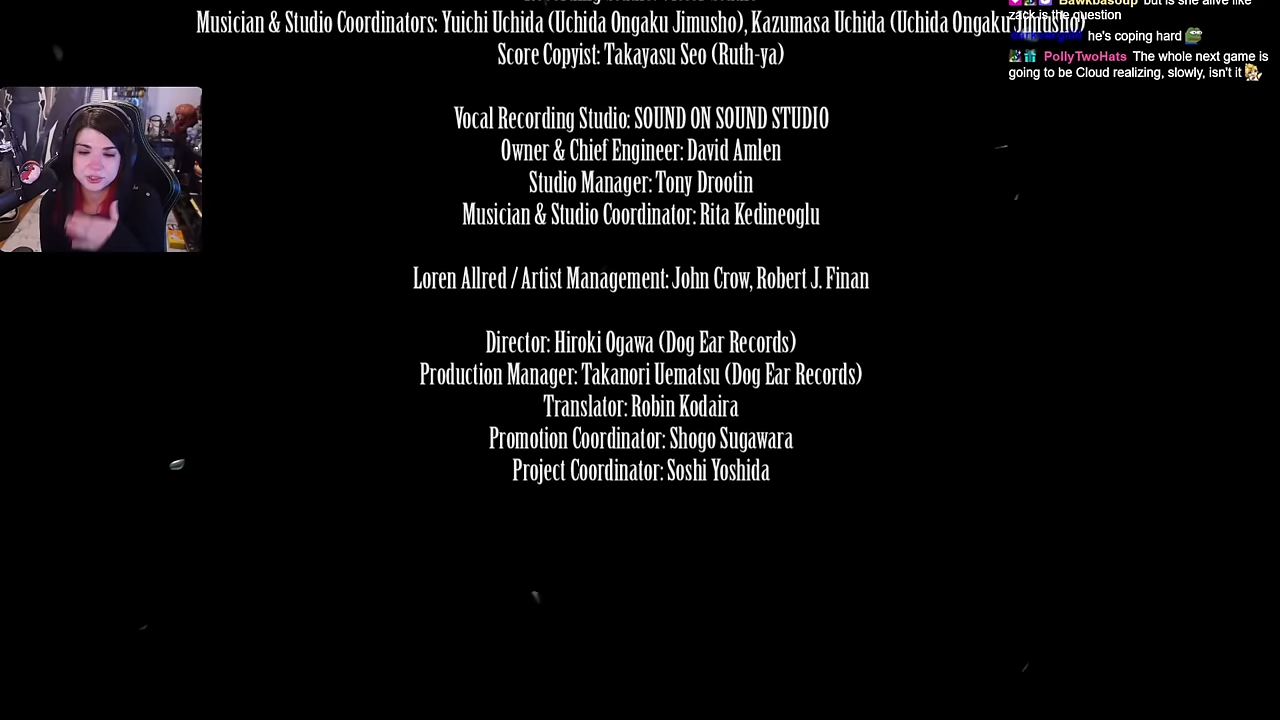 Musician & Studio Coordinators: Yuichi Uchida (Uchida Ongaku Jimusho), Kazumasa Uchida (Uchida Ongaku Jimusho)
Score Copyist: Takayasu Seo (Ruth-ya)
Vocal Recording Studio: SOUND ON SOUND STUDIO
Owner & Chief Engineer: David Amlen
Studio Manager: Tony Drootin
Musician & Studio Coordinator: Rita Kedineoglu
Loren Allred / Artist Management: John Crow, Robert J. Finan
Director: Hiroki Ogawa (Dog Ear Records)
Production Manager: Takanori Uematsu (Dog Ear Records)
Translator: Robin Kodaira
Promotion Coordinator: Shogo Sugawara
Project Coordinator: Soshi Yoshida
Bawkbasoup but is she alive like
zack is the question
he's coping hard
PollyTwoHats The whole next game is
going to be Cloud realizing, slowly, isn't it